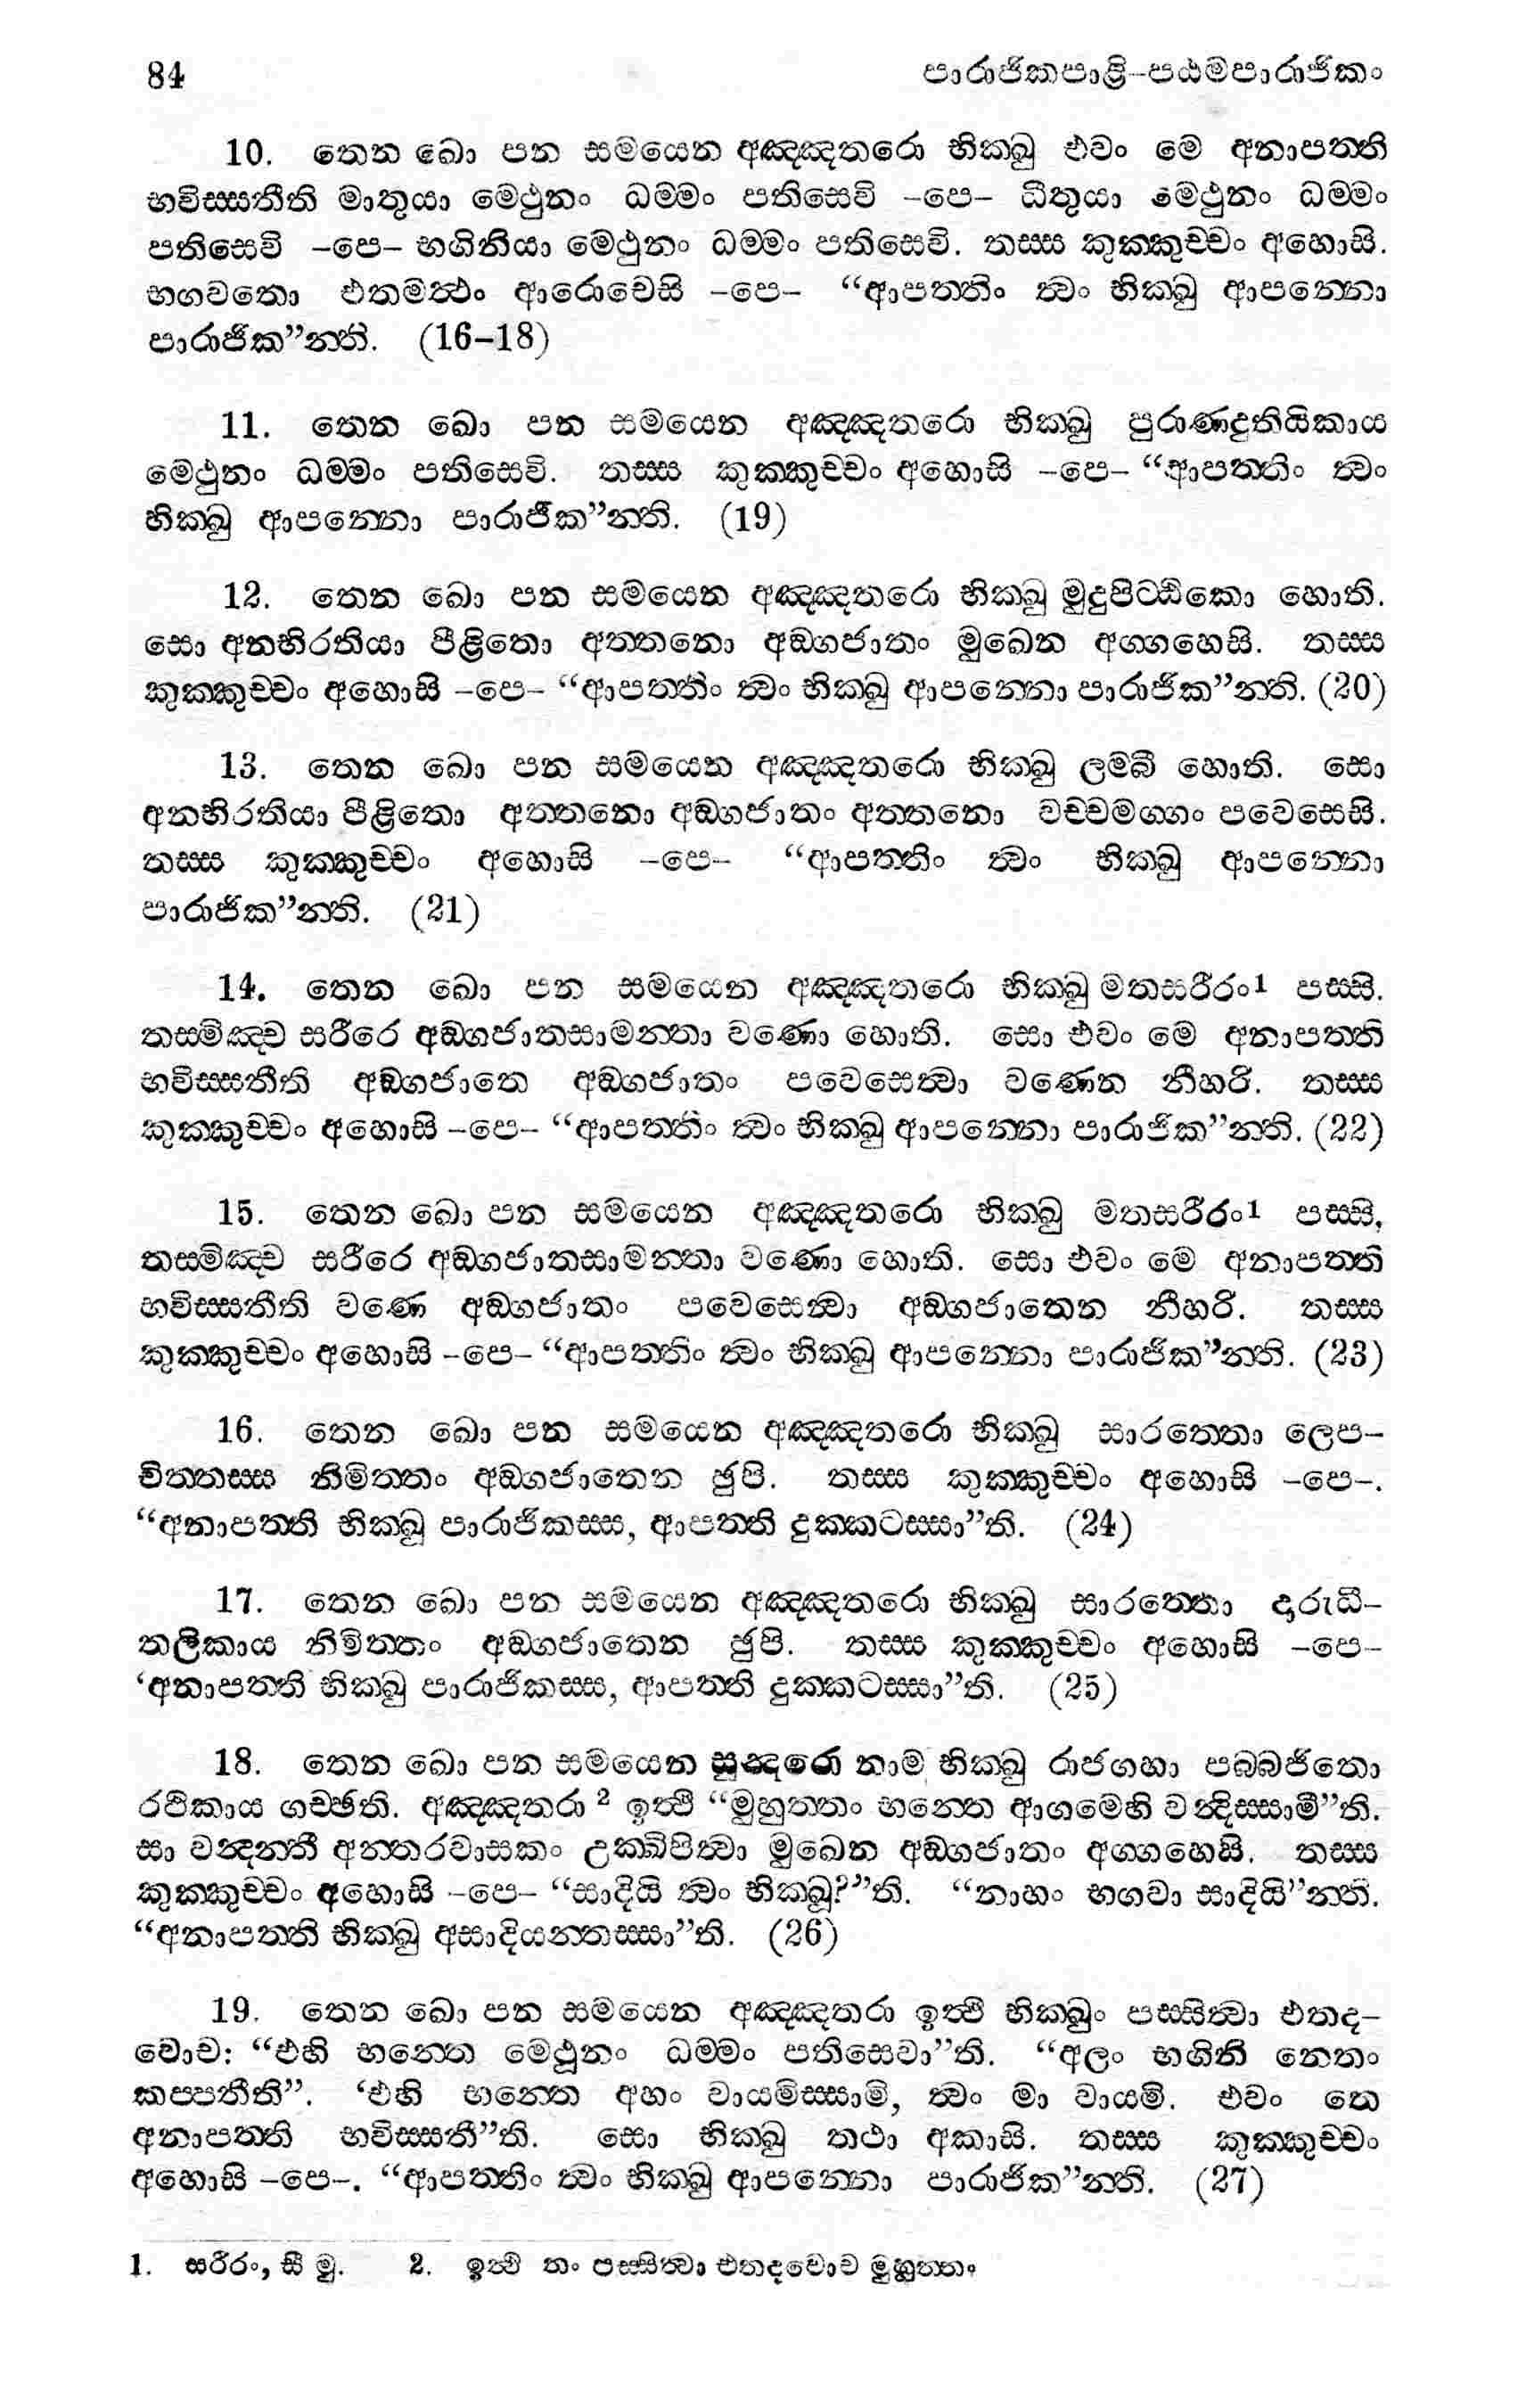 84 පාරාජිකපාළි–පඨමපාරාජිකං
10. තෙන ඛො පන සමයෙන අඤ්ඤතරො භික්ඛු එවං මෙ අනාපත්ති
භවිස්සතීති මාතුයා මෙථුනං ධම්මං පතිසෙවි –පෙ– ධීතුයා මෙථුනං ධම්මං
පතිසෙවි –පෙ– භගිනියා මෙථුනං ධම්මං පතිසෙවි. තස්ස කුක්කුච්චං අහොසි.
භගවතො එතමත්ථං ආරොචෙසි –පෙ– “ආපත්තිං ත්වං භික්ඛු ආපන්නො
පාරාජික”න්ති. (16–18)
11. තෙන ඛො පන සමයෙන අඤ්ඤතරො භික්ඛු පුරාණදුතියිකාය
මෙථුනං ධම්මං පතිසෙවි. තස්ස කුක්කුච්චං අහොසි –පෙ– “ආපත්තිං ත්වං
භික්ඛු ආපන්නො පාරාජික”න්ති. (19)
12. තෙන ඛො පන සමයෙන අඤ්ඤතරො භික්ඛු මුදුපිට්ඨිකො හොති.
සො අනභිරතියා පීළිතො අත්තනො අඞ්ගජාතං මුඛෙන අග්ගහෙසි. තස්ස
කුක්කුච්චං අහොසි –පෙ– “ආපත්තිං ත්වං භික්ඛු ආපන්නො පාරාජික”න්ති. (20)
13. තෙන ඛො පන සමයෙන අඤ්ඤතරො භික්ඛු ලම්බී හොති. සො
අනභිරතියා පීළිතො අත්තනො අඞ්ගජාතං අත්තනො වච්චමග්ගං පවෙසෙසි.
තස්ස කුක්කුච්චං අහොසි –පෙ– “ආපත්තිං ත්වං භික්ඛු ආපන්නො
පාරාජික”න්ති. (21)
14. තෙන ඛො පන සමයෙන අඤ්ඤතරො භික්ඛු මතසරීරං1 පස්සි.
තස්මිඤ්ච සරීරෙ අඞ්ගජාතසාමන්තා වණො හොති. සො එවං මෙ අනාපත්ති
භවිස්සතීති අඞ්ගජාතෙ අඞ්ගජාතං පවෙසෙත්වා වණෙන නීහරි. තස්ස
කුක්කුච්චං අහොසි –පෙ– “ආපත්තිං ත්වං භික්ඛු ආපන්නො පාරාජික”න්ති. (22)
15. තෙන ඛො පන සමයෙන අඤ්ඤතරො භික්ඛු මතසරීරං1 පස්සි,
තස්මිඤ්ච සරීරෙ අඞ්ගජාතසාමන්තා වණො හොති. සො එවං මෙ අනාපත්ති
භවිස්සතීති වණෙ අඞ්ගජාතං පවෙසෙත්වා අඞ්ගජාතෙන නීහරි. තස්ස
කුක්කුච්චං අහොසි –පෙ– “ආපත්තිං ත්වං භික්ඛු ආපන්නො පාරාජික”න්ති. (23)
16. තෙන ඛො පන සමයෙන අඤ්ඤතරො භික්ඛු සාරත්තො ලෙප–
චිත්තස්ස නිමිත්තං අඞ්ගජාතෙන ඡුපි. තස්ස කුක්කුච්චං අහොසි –පෙ–.
“අනාපත්ති භික්ඛු පාරාජිකස්ස, ආපත්ති දුක්කටස්සා”ති. (24)
17. තෙන ඛො පන සමයෙන අඤ්ඤතරො භික්ඛු සාරත්තො දාරුධී–
තලිකාය නිමිත්තං අඞ්ගජාතෙන ඡුපි. තස්ස කුක්කුච්චං අහොසි –පෙ–
‘අනාපත්ති භික්ඛු පාරාජිකස්ස, ආපත්ති දුක්කටස්සා”ති. (25)
18. තෙන ඛො පන සමයෙන සුන්දරො නාම භික්ඛු රාජගහා පබ්බජිතො
රථිකාය ගච්ඡති. අඤ්ඤතරා 2 ඉත්ථි “මුහුත්තං භන්තෙ ආගමෙහි වන්දිස්සාමී”ති.
සා වන්දන්තී අන්තරවාසකං උක්ඛිපිත්වා මුඛෙන අඞ්ගජාතං අග්ගහෙසි. තස්ස
කුක්කුච්චං අහොසි –පෙ– “සාදියි ත්වං භික්ඛූ?”ති. “නාහං භගවා සාදියි”න්ති.
“අනාපත්ති භික්ඛු අසාදියන්තස්සා”ති. (26)
19. තෙන ඛො පන සමයෙන අඤ්ඤතරා ඉත්ථි භික්ඛුං පස්සිත්වා එතද–
වොච: “එහි භන්තෙ මෙථුනං ධම්මං පතිසෙවා”ති. “අලං භගිනි නෙතං
කප්පතීති”. ‘එහි භන්තෙ අහං වායමිස්සාමි, ත්වං මා වායමි. එවං තෙ
අනාපත්ති භවිස්සතී”ති. සො භික්ඛු තථා අකාසි. තස්ස කුක්කුච්චං
අහොසි –පෙ–. “ආපත්තිං ත්වං භික්ඛු ආපන්නො පාරාජික”න්ති. (27)
1. සරීරං, සී මු. 2. ඉත්ථි තං පස්සිත්වා එතදවොච මුහුත්තං